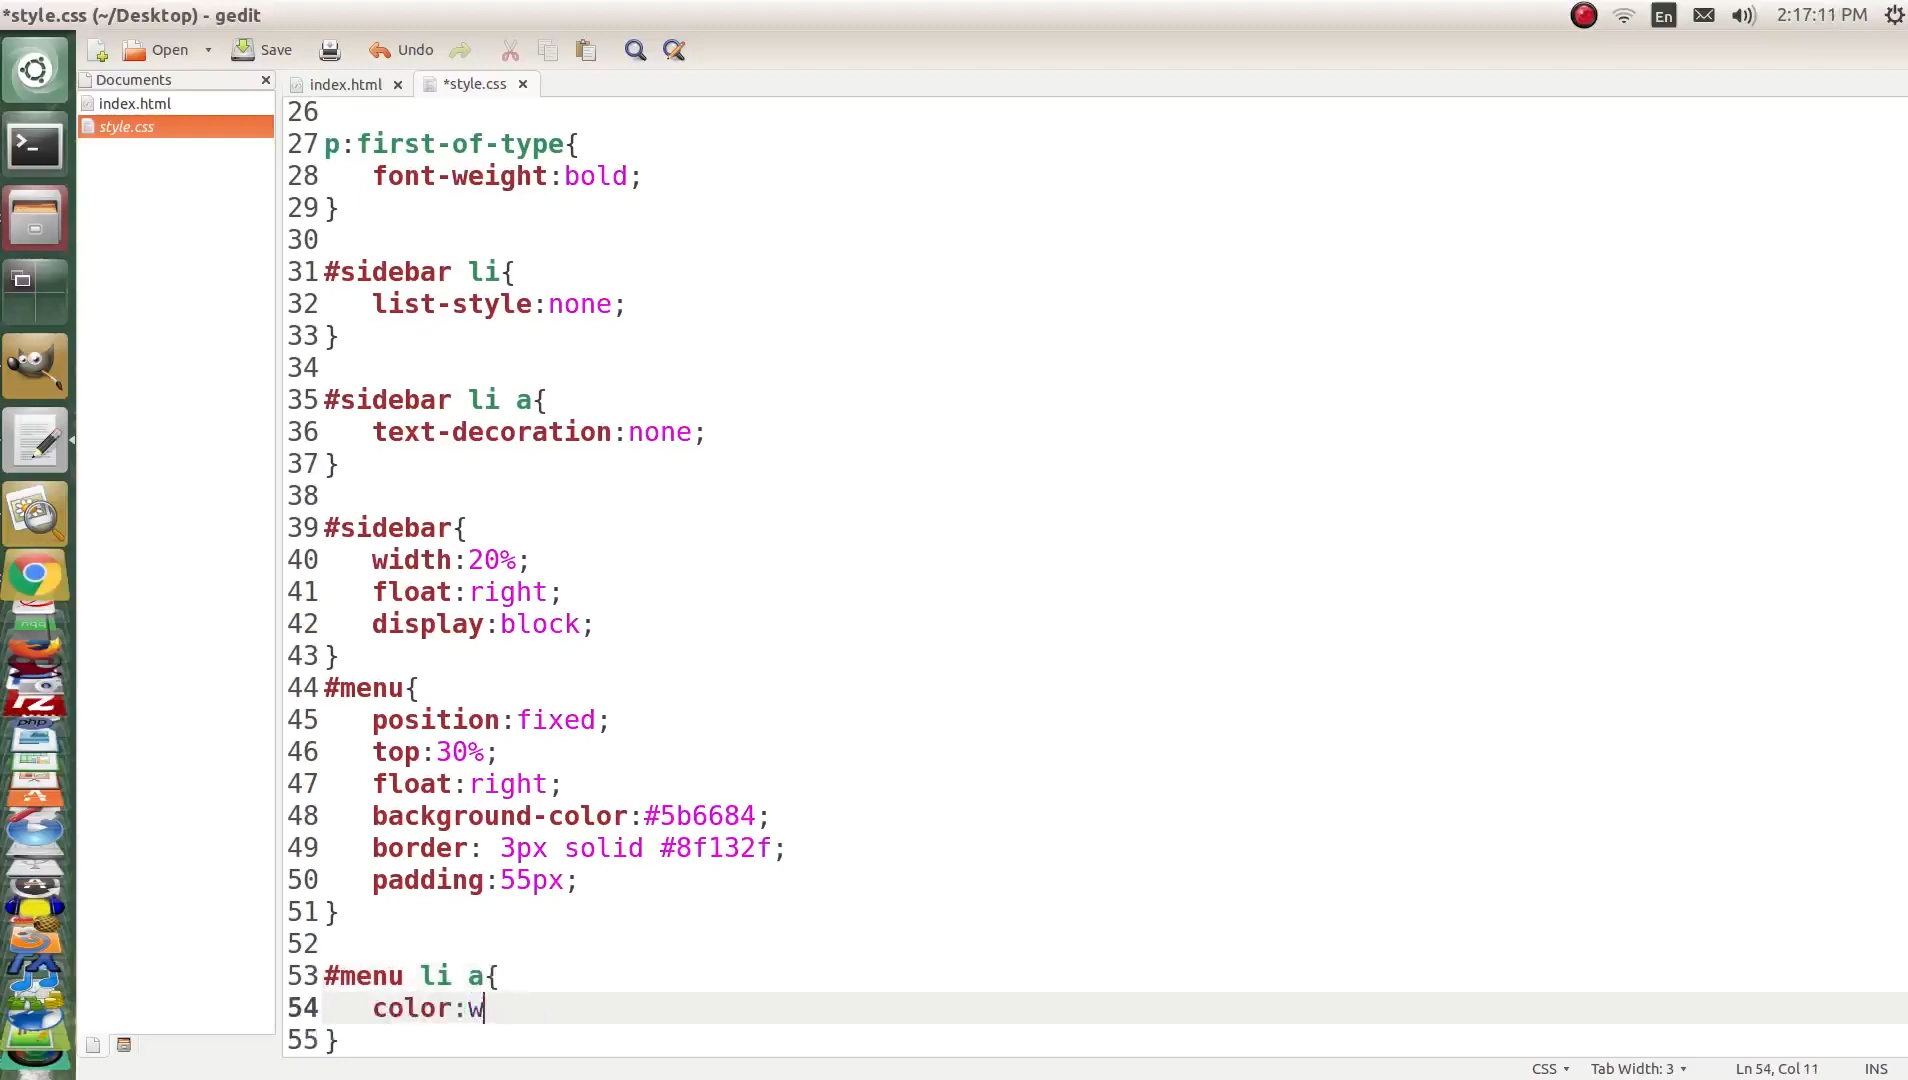 *style.css (~/Desktop) - gedit
En
2:17:11 PM
Open
Save
Undo
Documents
index.html
*style.css
index.html
style.css
26
27 p:first-of-type{
28 font-weight:bold;
29 }
30
31 #sidebar li{
32 list-style:none;
33 }
34
35 #sidebar li a{
36 text-decoration:none;
37 }
38
39 #sidebar{
40 width:20%;
41 float:right;
42 display:block;
43 }
44 #menu{
45 position:fixed;
46 top:30%;
47 float:right;
48 background-color:#5b6684;
49 border: 3px solid #8f132f;
50 padding:55px;
51 }
52
53 #menu li a{
54 color:w
55 }
CSS
Tab Width: 3
Ln 54, Col 11
INS